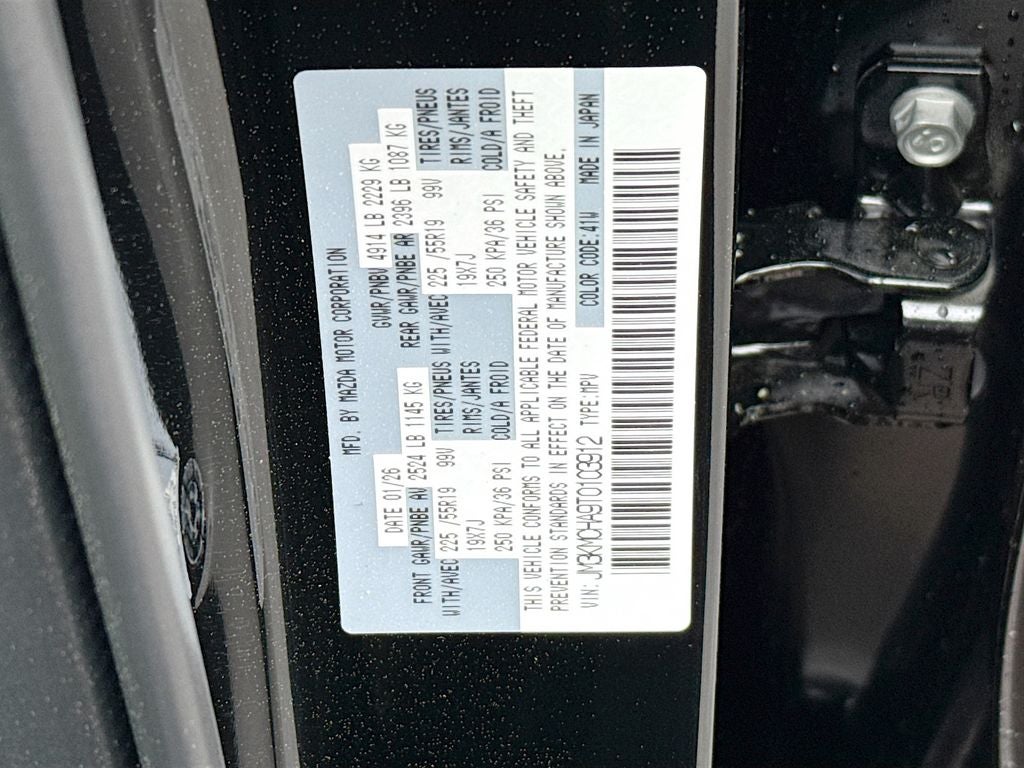 MFD. BY MAZDA MOTOR CORPORATION
DATE 01/26 GVWR/PNBV 4914 LB 2229 KG
FRONT GAWR/PNBE AV 2524 LB 1145 KG REAR GAWR/PNBE AR 2396 LB 1087 KG
WITH/AVEC 225 /55R19 99V TIRES/PNEUS WITH/AVEC 225 /55R19 99V TIRES/PNEUS
19X7J RIMS/JANTES 19X7J RIMS/JANTES
250 KPA/36 PSI COLD/A FROID 250 KPA/36 PSI COLD/A FROID
THIS VEHICLE CONFORMS TO ALL APPLICABLE FEDERAL MOTOR VEHICLE SAFETY AND THEFT
PREVENTION STANDARDS IN EFFECT ON THE DATE OF MANUFACTURE SHOWN ABOVE.
VIN: JM3KMCHA9T0103912 TYPE:MPV COLOR CODE:41W MADE IN JAPAN